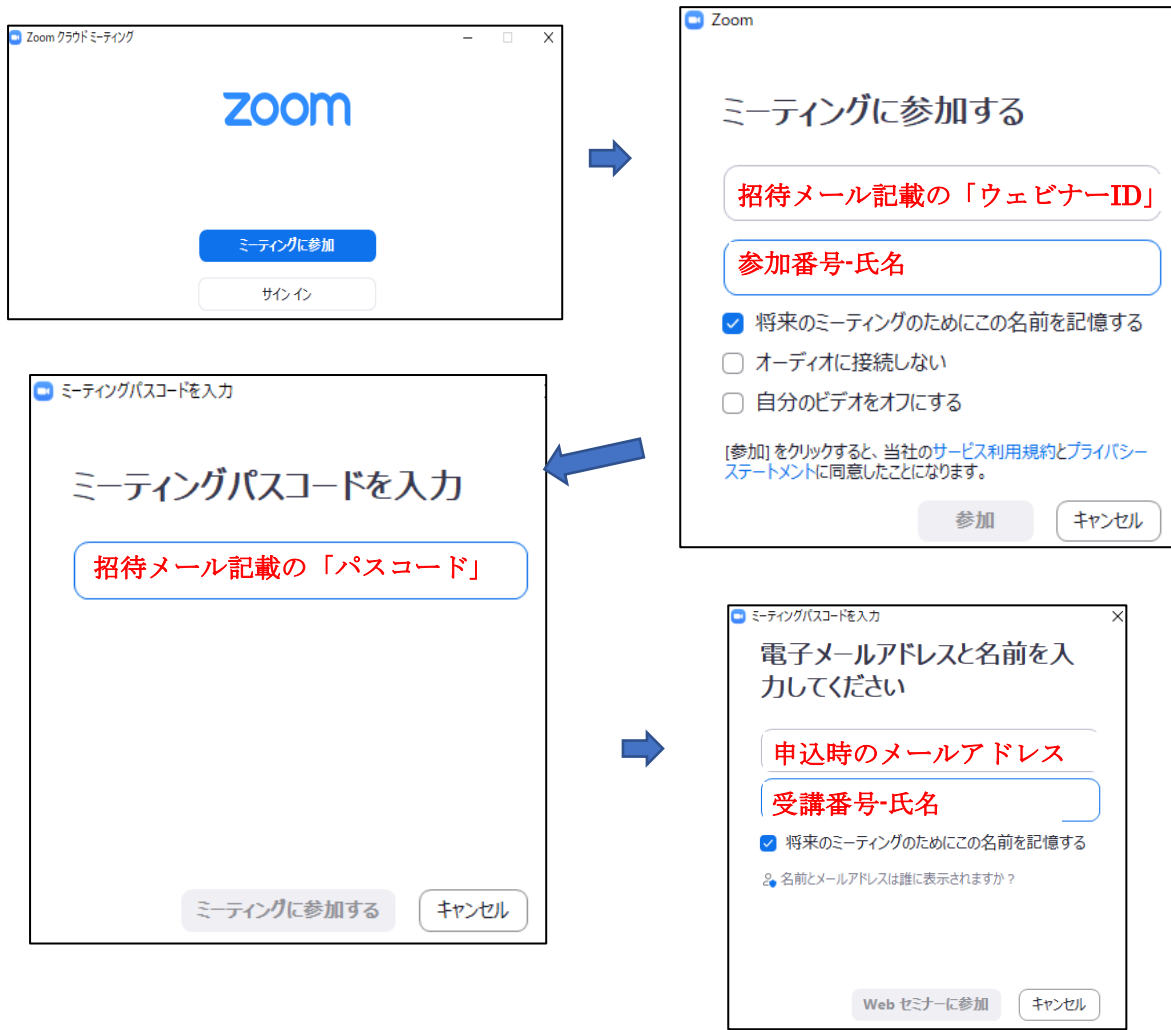 Zoom クラウド ミーティング
zoom
ミーティングに参加
サイン イン
Zoom
ミーティングに参加する
招待メール記載の「ウェビナーID」
参加番号-氏名
将来のミーティングのためにこの名前を記憶する
オーディオに接続しない
自分のビデオをオフにする
[参加] をクリックすると、当社のサービス利用規約とプライバシー
ステートメントに同意したことになります。
参加
キャンセル
ミーティングパスコードを入力
ミーティングパスコードを入力
招待メール記載の「パスコード」
ミーティングに参加する
キャンセル
ミーティングパスコードを入力
電子メールアドレスと名前を入
力してください
申込時のメールアドレス
受講番号-氏名
将来のミーティングのためにこの名前を記憶する
名前とメールアドレスは誰に表示されますか？
Web セミナーに参加
キャンセル